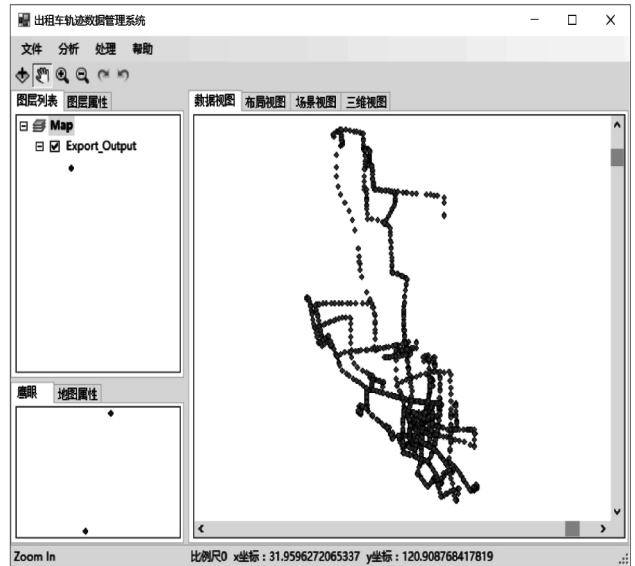 出租车轨迹数据管理系统
文件 分析 处理 帮助
图层列表 图层属性
数据视图 布局视图 场景视图 三维视图
Map
Export_Output
鹰眼 地图属性
Zoom In
比例尺0 x坐标：31.9596272065337 y坐标：120.908768417819